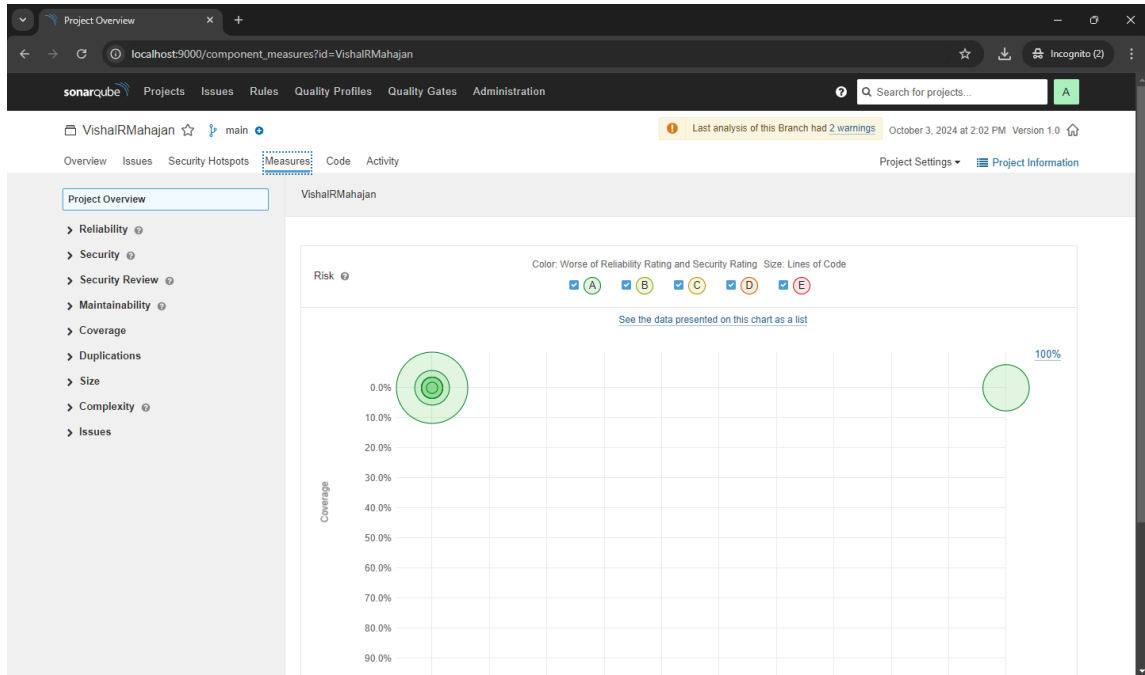 Project Overview
localhost:9000/component_measures?id=VishalRMahajan
Incognito (2)
sonarqube Projects Issues Rules Quality Profiles Quality Gates Administration
Search for projects...
A
VishalRMahajan main
Last analysis of this Branch had 2 warnings October 3, 2024 at 2:02 PM Version 1.0
Overview Issues Security Hotspots Measures Code Activity
Project Settings Project Information
Project Overview
Reliability
Security
Security Review
Maintainability
Coverage
Duplications
Size
Complexity
Issues
VishalRMahajan
Risk
Color: Worse of Reliability Rating and Security Rating Size: Lines of Code
A B C D E
See the data presented on this chart as a list
100%
0.0%
10.0%
20.0%
30.0%
40.0%
50.0%
60.0%
70.0%
80.0%
90.0%
Coverage